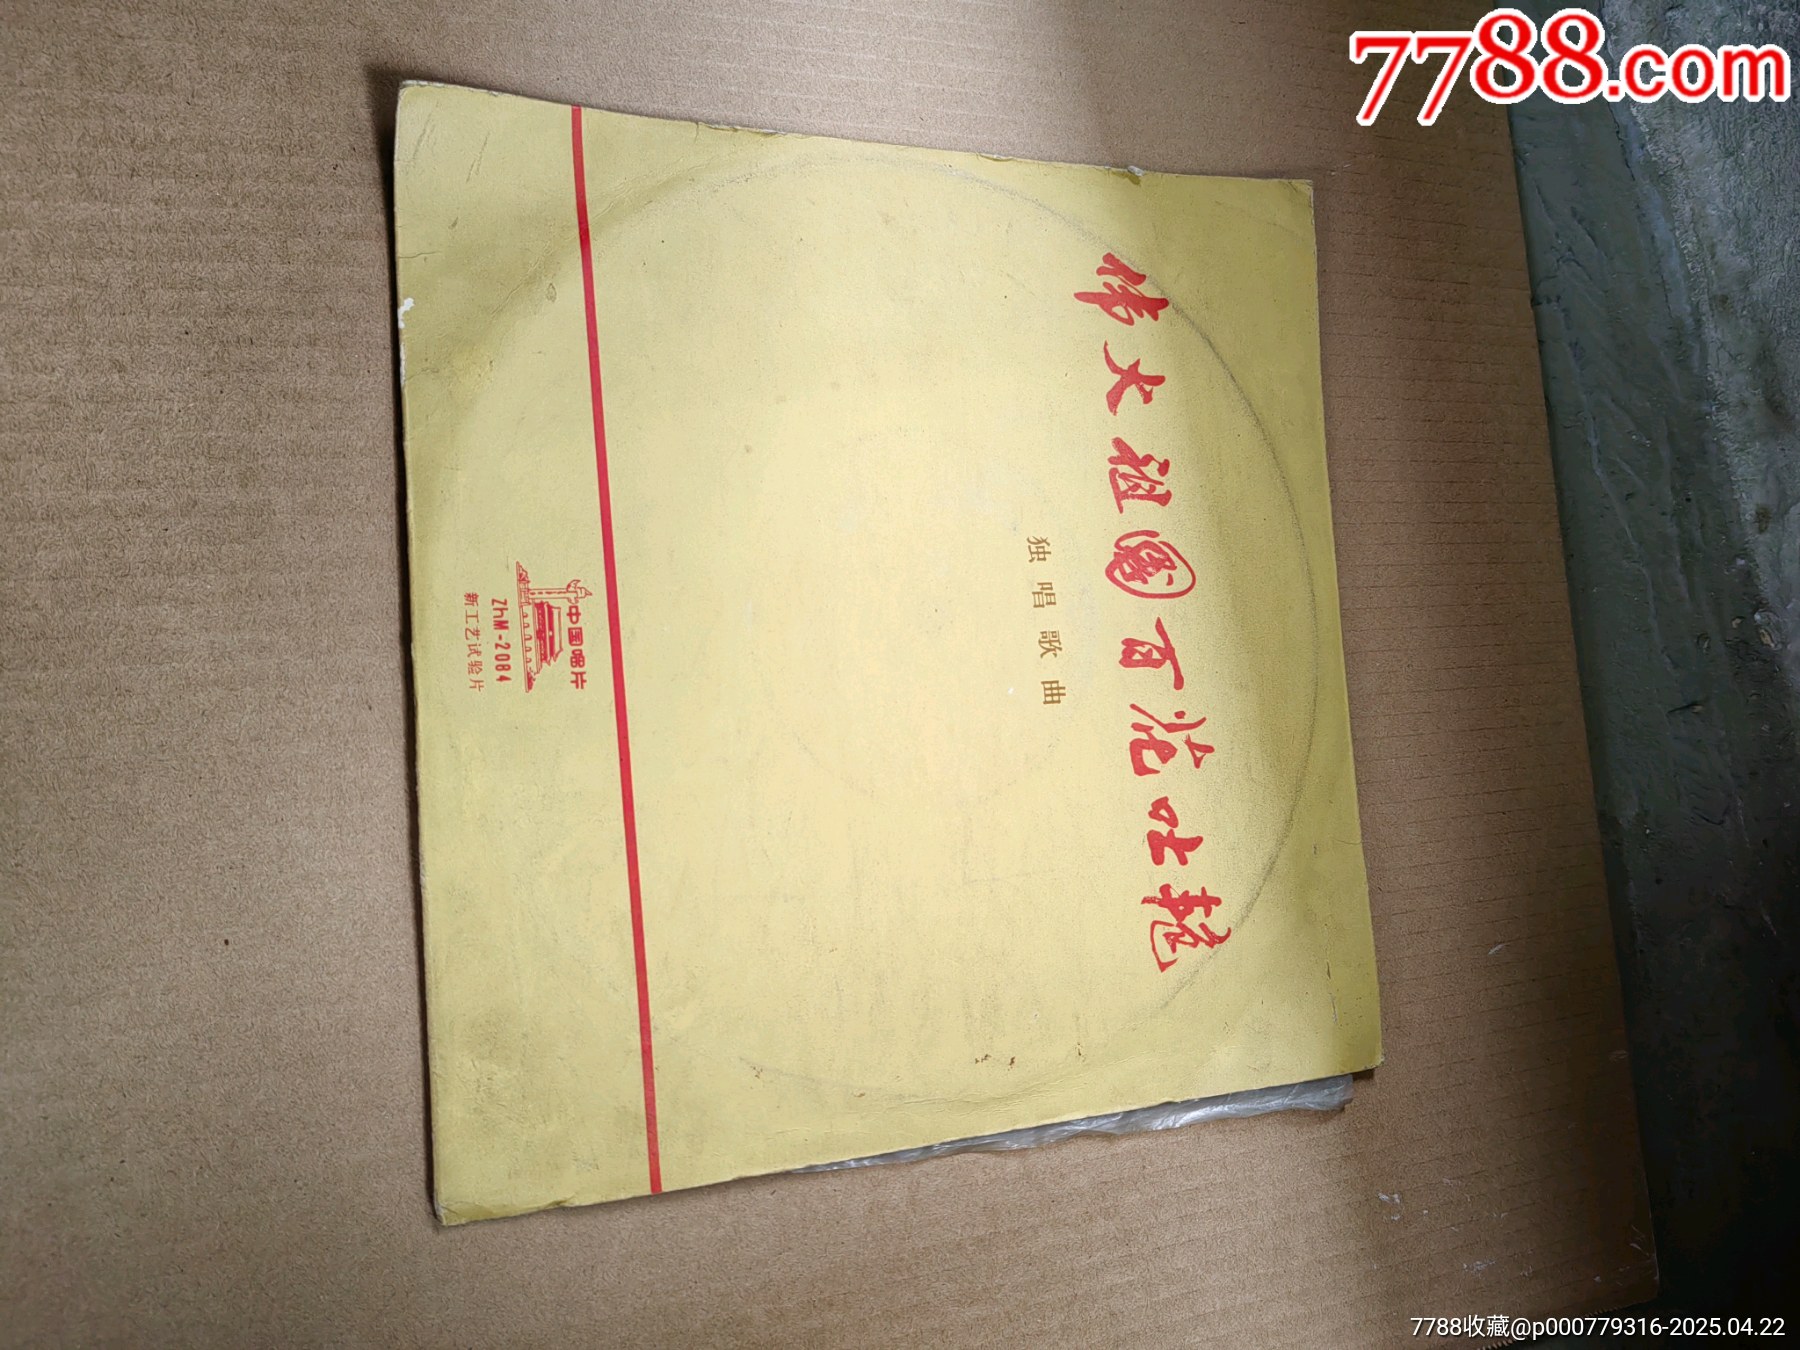 7788.com
伟大祖国百花吐艳
独唱歌曲
中国唱片
ZhM-2084
新工艺试验片
7788收藏@p000779316-2025.04.22